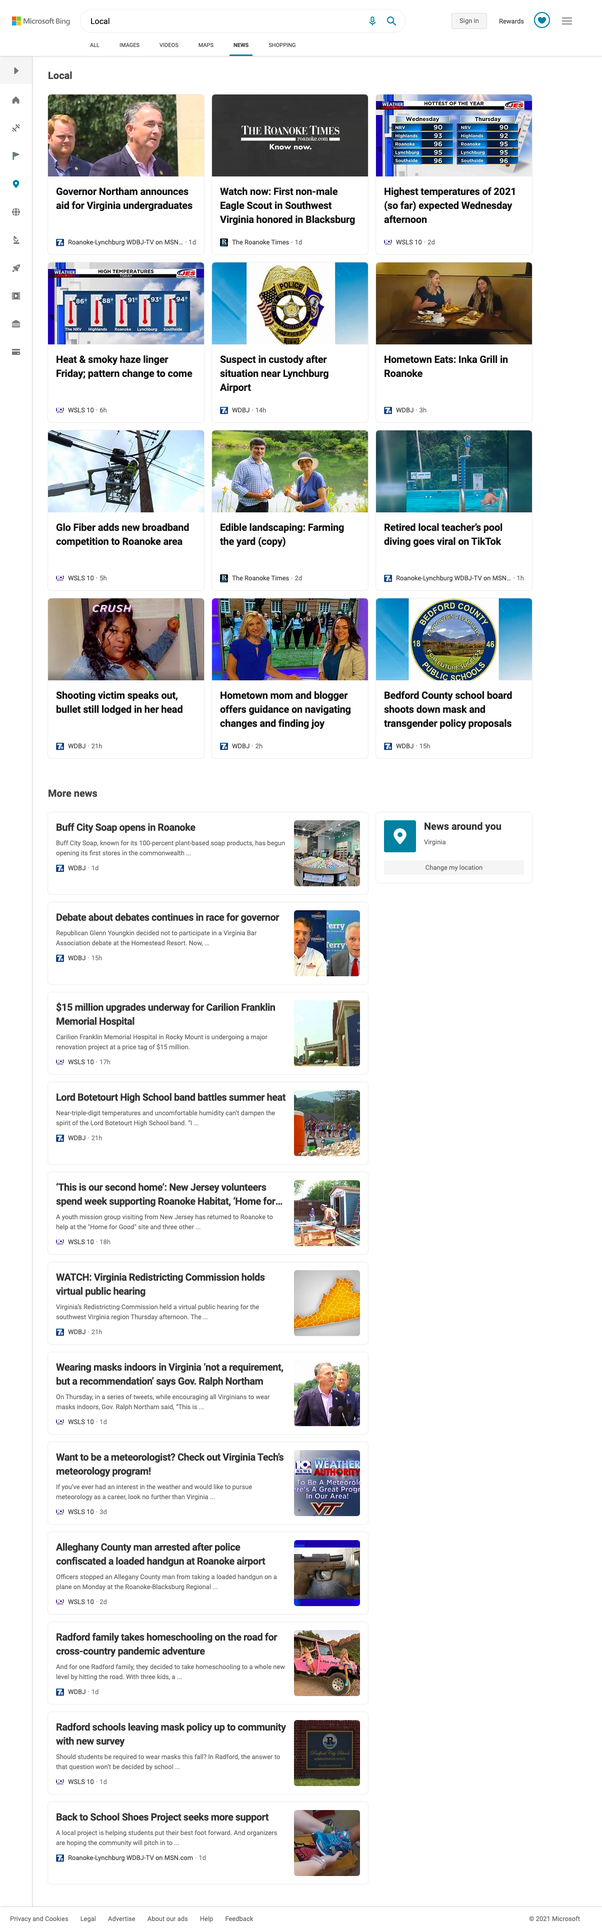 Microsoft Bing
Local
Sign in
Rewards
ALL
IMAGES
VIDEOS
MAPS
NEWS
SHOPPING
Local
THE ROANOKE TIMES
roanoke.com
Know now.
WEATHER
HOTTEST OF THE YEAR
Wednesday
Thursday
NRV 90
NRV 90
Highlands 93
Highlands 92
Roanoke 96
Roanoke 95
Lynchburg 95
Lynchburg 95
Southside 96
Southside 96
Governor Northam announces
aid for Virginia undergraduates
Roanoke-Lynchburg WDBJ-TV on MSN... · 1d
Watch now: First non-male
Eagle Scout in Southwest
Virginia honored in Blacksburg
The Roanoke Times · 1d
Highest temperatures of 2021
(so far) expected Wednesday
afternoon
WSLS 10 · 2d
WEATHER
HIGH TEMPERATURES
86° 88° 91° 93° 94°
The NRV Highlands Roanoke Lynchburg Southside
POLICE
Heat & smoky haze linger
Friday; pattern change to come
WSLS 10 · 6h
Suspect in custody after
situation near Lynchburg
Airport
WDBJ · 14h
Hometown Eats: Inka Grill in
Roanoke
WDBJ · 3h
Glo Fiber adds new broadband
competition to Roanoke area
WSLS 10 · 5h
Edible landscaping: Farming
the yard (copy)
The Roanoke Times · 2d
Retired local teacher's pool
diving goes viral on TikTok
Roanoke-Lynchburg WDBJ-TV on MSN... · 1h
CRUSH
BEDFORD COUNTY
18 46
PUBLIC SCHOOLS
Shooting victim speaks out,
bullet still lodged in her head
WDBJ · 21h
Hometown mom and blogger
offers guidance on navigating
changes and finding joy
WDBJ · 2h
Bedford County school board
shoots down mask and
transgender policy proposals
WDBJ · 15h
More news
Buff City Soap opens in Roanoke
Buff City Soap, known for its 100-percent plant-based soap products, has begun
opening its first stores in the commonwealth ...
WDBJ · 1d
News around you
Virginia
Change my location
Debate about debates continues in race for governor
Republican Glenn Youngkin decided not to participate in a Virginia Bar
Association debate at the Homestead Resort. Now, ...
WDBJ · 15h
$15 million upgrades underway for Carilion Franklin
Memorial Hospital
Carilion Franklin Memorial Hospital in Rocky Mount is undergoing a major
renovation project at a price tag of $15 million.
WSLS 10 · 17h
Lord Botetourt High School band battles summer heat
Near-triple-digit temperatures and uncomfortable humidity can't dampen the
spirit of the Lord Botetourt High School band. "I ...
WDBJ · 21h
'This is our second home': New Jersey volunteers
spend week supporting Roanoke Habitat, 'Home for...
A youth mission group visiting from New Jersey has returned to Roanoke to
help at the "Home for Good" site and three other ...
WSLS 10 · 18h
WATCH: Virginia Redistricting Commission holds
virtual public hearing
Virginia's Redistricting Commission held a virtual public hearing for the
southwest Virginia region Thursday afternoon. The ...
WDBJ · 21h
Wearing masks indoors in Virginia 'not a requirement,
but a recommendation' says Gov. Ralph Northam
On Thursday, in a series of tweets, while encouraging all Virginians to wear
masks indoors, Gov. Ralph Northam said, "This is ...
WSLS 10 · 1d
Want to be a meteorologist? Check out Virginia Tech's
meteorology program!
If you've ever had an interest in the weather and would like to pursue
meteorology as a career, look no further than Virginia ...
WSLS 10 · 3d
Alleghany County man arrested after police
confiscated a loaded handgun at Roanoke airport
Officers stopped an Allegany County man from taking a loaded handgun on a
plane on Monday at the Roanoke-Blacksburg Regional ...
WSLS 10 · 2d
Radford family takes homeschooling on the road for
cross-country pandemic adventure
And for one Radford family, they decided to take homeschooling to a whole new
level by hitting the road. With three kids, a ...
WDBJ · 1d
Radford schools leaving mask policy up to community
with new survey
Should students be required to wear masks this fall? In Radford, the answer to
that question won't be decided by school ...
WSLS 10 · 1d
Back to School Shoes Project seeks more support
A local project is helping students put their best foot forward. And organizers
are hoping the community will pitch in to ...
Roanoke-Lynchburg WDBJ-TV on MSN.com · 1d
Privacy and Cookies
Legal
Advertise
About our ads
Help
Feedback
© 2021 Microsoft